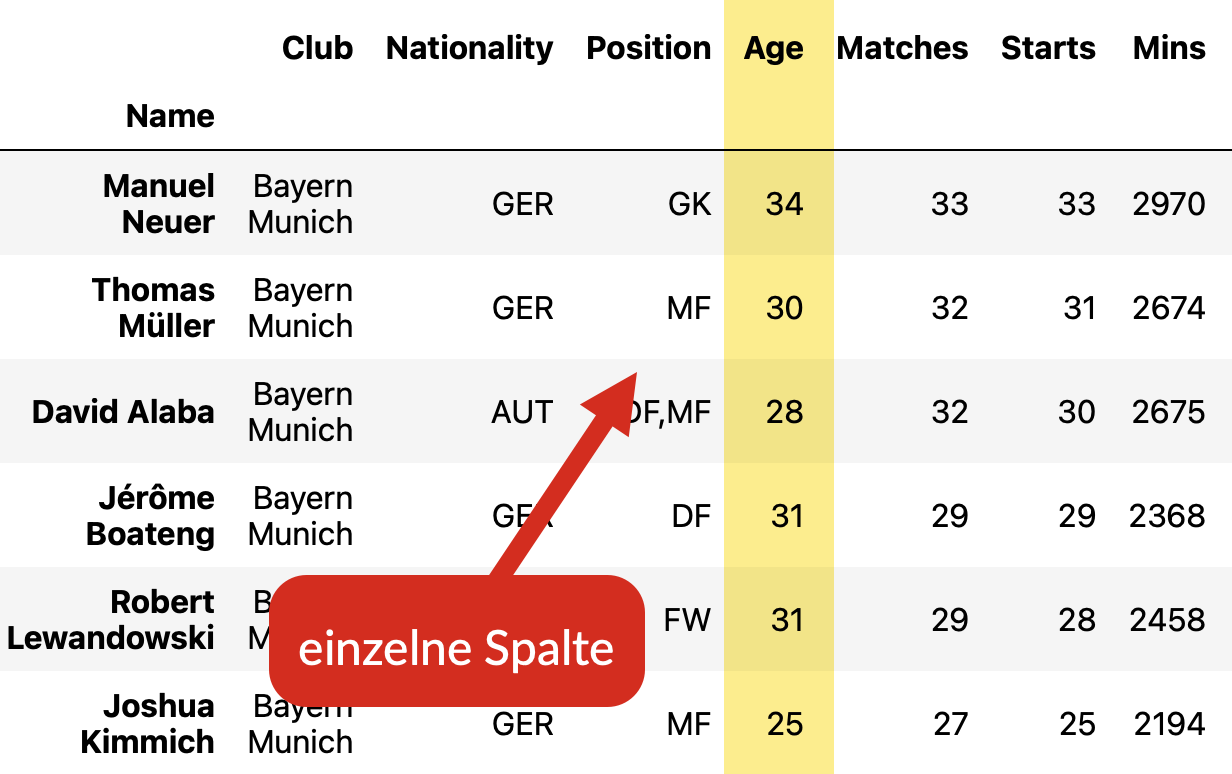 Club Nationality Position Age Matches Starts Mins
Name
Manuel Neuer Bayern Munich GER GK 34 33 33 2970
Thomas Müller Bayern Munich GER MF 30 32 31 2674
David Alaba Bayern Munich AUT DF,MF 28 32 30 2675
Jérôme Boateng Bayern Munich GER DF 31 29 29 2368
Robert Lewandowski FW 31 29 28 2458
einzelne Spalte
Joshua Kimmich Bayern Munich GER MF 25 27 25 2194